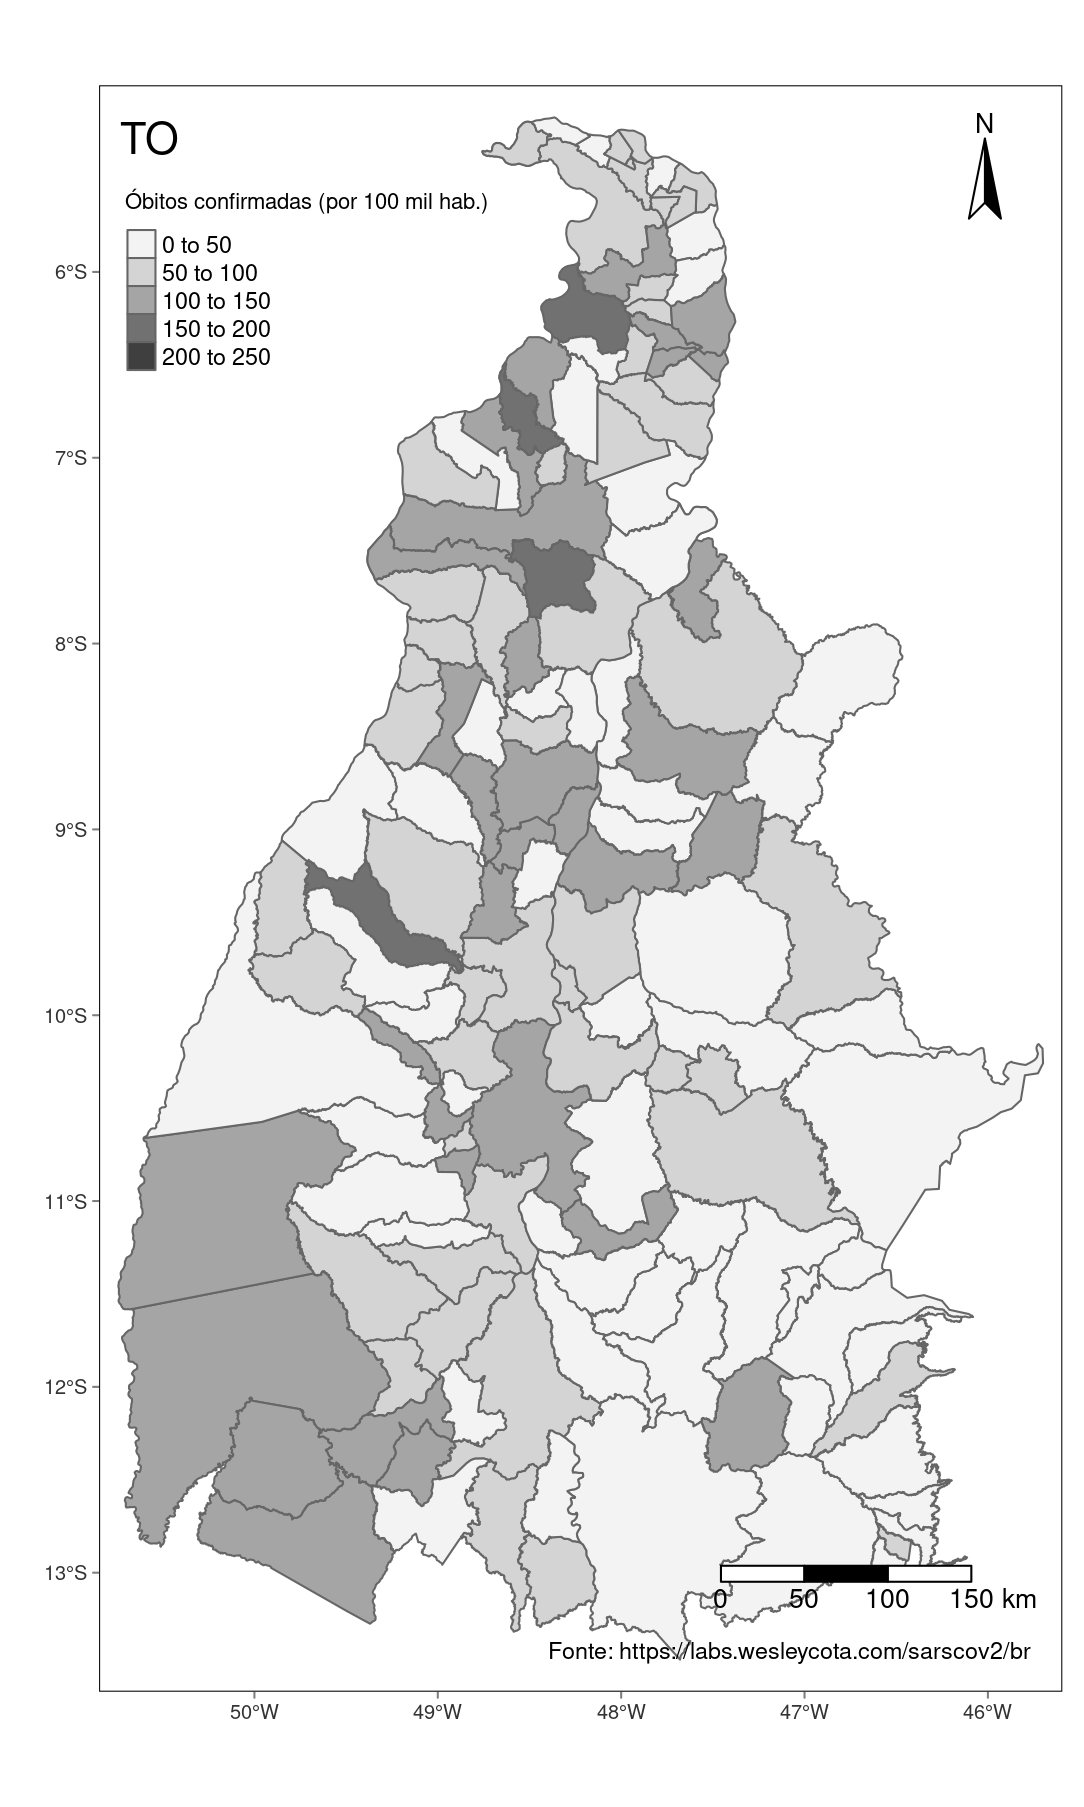 TO
N
Óbitos confirmadas (por 100 mil hab.)
0 to 50
50 to 100
100 to 150
150 to 200
200 to 250
6°S
7°S
8°S
9°S
10°S
11°S
12°S
13°S
0 50 100 150 km
Fonte: https://labs.wesleycota.com/sarscov2/br
50°W 49°W 48°W 47°W 46°W